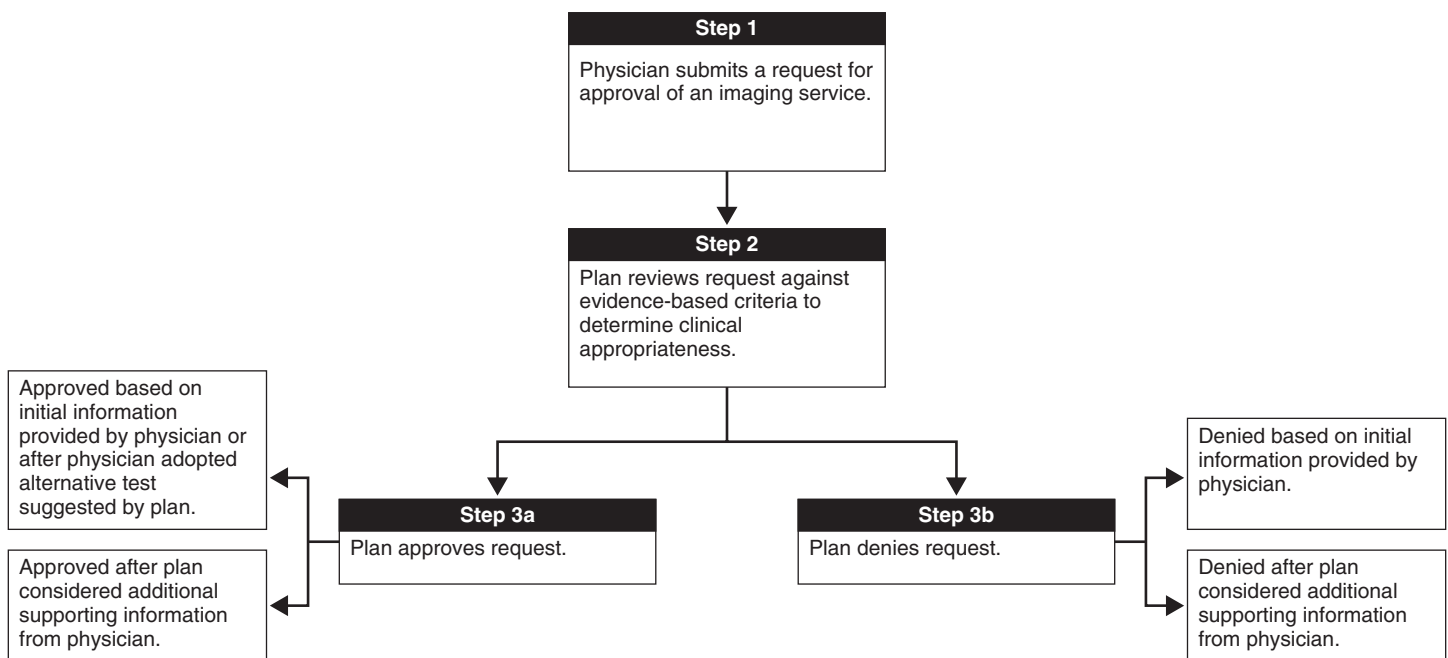 Step 1
Physician submits a request for
approval of an imaging service.
Step 2
Plan reviews request against
evidence-based criteria to
determine clinical
appropriateness.
Approved based on
initial information
provided by physician or
after physician adopted
alternative test
suggested by plan.
Approved after plan
considered additional
supporting information
from physician.
Step 3a
Plan approves request.
Step 3b
Plan denies request.
Denied based on initial
information provided by
physician.
Denied after plan
considered additional
supporting information
from physician.